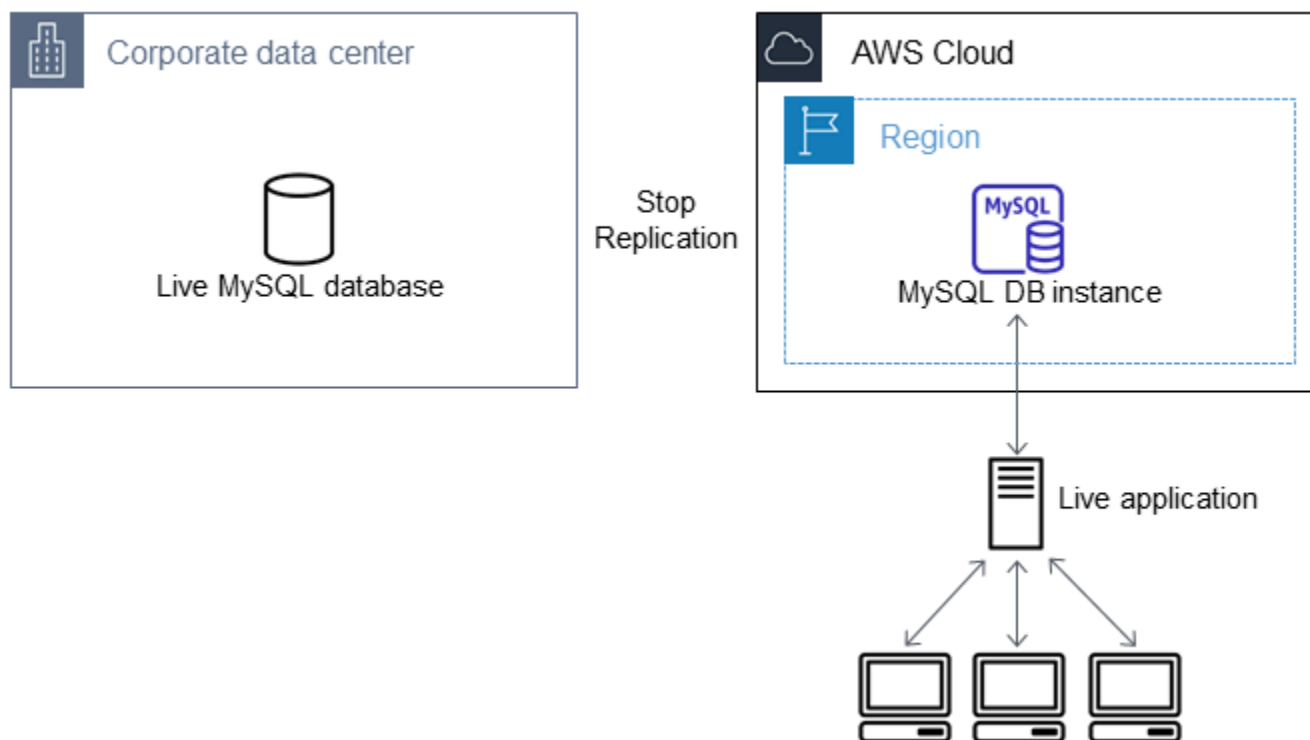 Corporate data center
Live MySQL database
Stop
Replication
AWS Cloud
Region
MySQL
MySQL DB instance
Live application